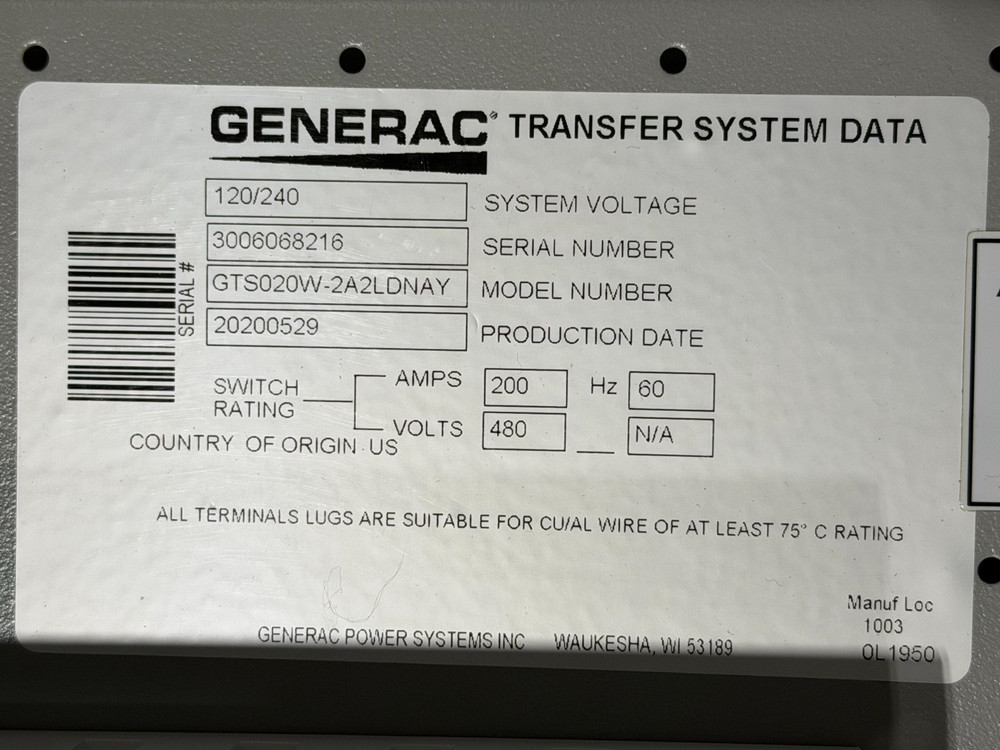 GENERAC® TRANSFER SYSTEM DATA
120/240 SYSTEM VOLTAGE
3006068216 SERIAL NUMBER
GTS020W-2A2LDNAY MODEL NUMBER
20200529 PRODUCTION DATE
SERIAL #
SWITCH RATING AMPS 200 Hz 60
VOLTS 480 __ N/A
COUNTRY OF ORIGIN US
ALL TERMINALS LUGS ARE SUITABLE FOR CU/AL WIRE OF AT LEAST 75° C RATING
Manuf Loc
1003
GENERAC POWER SYSTEMS INC WAUKESHA, WI 53189
0L1950